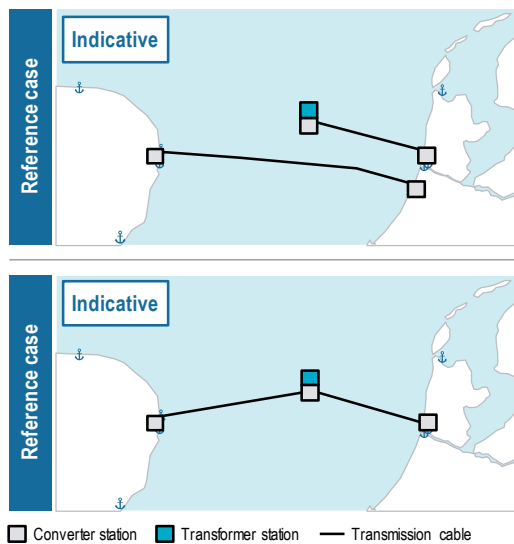 Reference case
Indicative
Reference case
Indicative
Converter station
Transformer station
Transmission cable